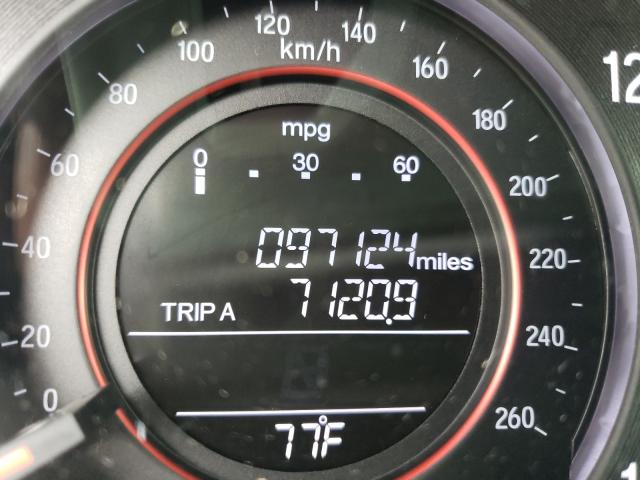 120 140
100 km/h 160
80 mpg 180
0 30 60
60 200
097124 miles
40 220
TRIP A 7120.9
20 240
0 260
77°F